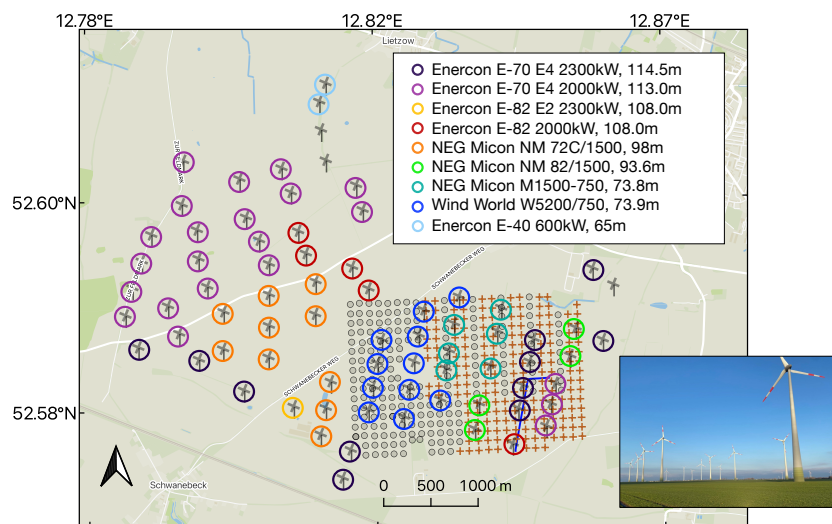 12.78°E
12.82°E
12.87°E
Lietzow
Enercon E-70 E4 2300kW, 114.5m
Enercon E-70 E4 2000kW, 113.0m
Enercon E-82 E2 2300kW, 108.0m
Enercon E-82 2000kW, 108.0m
NEG Micon NM 72C/1500, 98m
NEG Micon NM 82/1500, 93.6m
NEG Micon M1500-750, 73.8m
Wind World W5200/750, 73.9m
Enercon E-40 600kW, 65m
52.60°N
SCHWANEBECKER WEG
SCHWANEBECKER WEG
52.58°N
Schwanebeck
0 500 1000 m